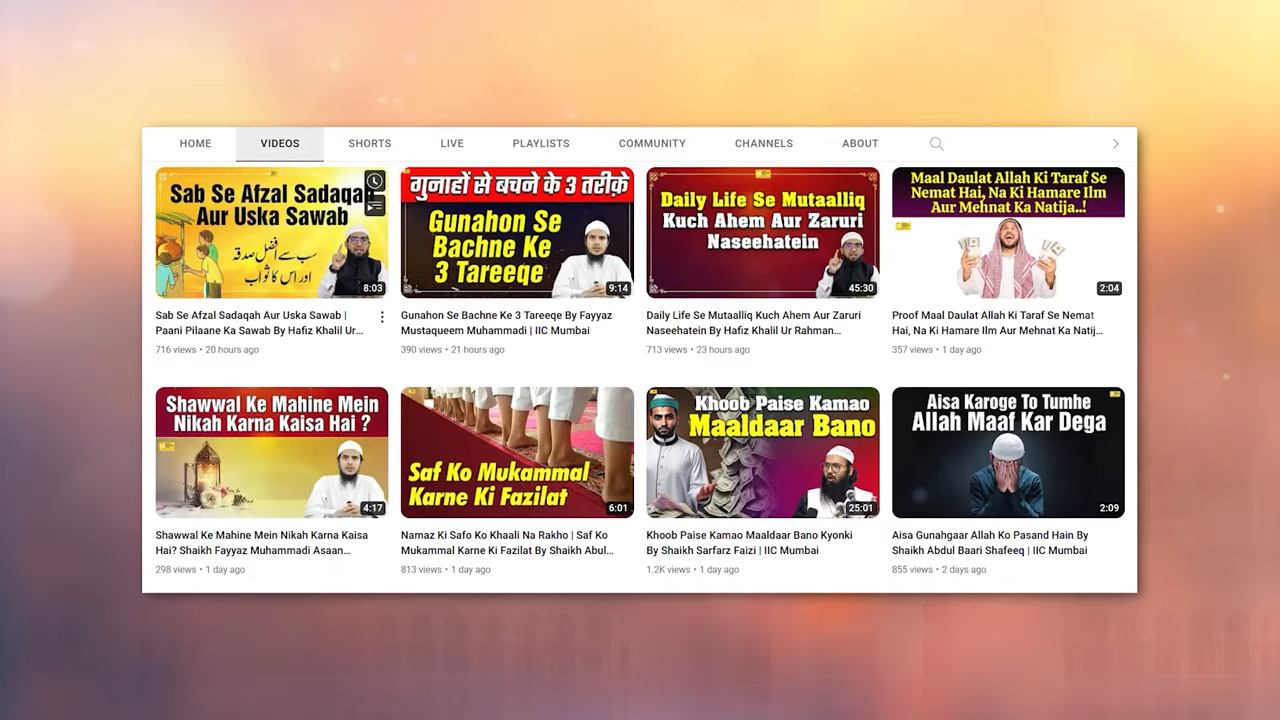 HOME VIDEOS SHORTS LIVE PLAYLISTS COMMUNITY CHANNELS ABOUT
Sab Se Afzal Sadaqah
Aur Uska Sawab
سب سے افضل صدقہ
اور اس کا ثواب
8:03
Sab Se Afzal Sadaqah Aur Uska Sawab |
Paani Pilaane Ka Sawab By Hafiz Khalil Ur...
716 views • 20 hours ago
गुनाहों से बचने के 3 तरीक़े
Gunahon Se
Bachne Ke
3 Tareeqe
9:14
Gunahon Se Bachne Ke 3 Tareeqe By Fayyaz
Mustaqueem Muhammadi | IIC Mumbai
390 views • 21 hours ago
Daily Life Se Mutaalliq
Kuch Ahem Aur Zaruri
Naseehatein
45:30
Daily Life Se Mutaalliq Kuch Ahem Aur Zaruri
Naseehatein By Hafiz Khalil Ur Rahman...
713 views • 23 hours ago
Maal Daulat Allah Ki Taraf Se
Nemat Hai, Na Ki Hamare Ilm
Aur Mehnat Ka Natija..!
2:04
Proof Maal Daulat Allah Ki Taraf Se Nemat
Hai, Na Ki Hamare Ilm Aur Mehnat Ka Natij...
357 views • 1 day ago
Shawwal Ke Mahine Mein
Nikah Karna Kaisa Hai ?
4:17
Shawwal Ke Mahine Mein Nikah Karna Kaisa
Hai? Shaikh Fayyaz Muhammadi Asaan...
298 views • 1 day ago
Saf Ko Mukammal
Karne Ki Fazilat
6:01
Namaz Ki Safo Ko Khaali Na Rakho | Saf Ko
Mukammal Karne Ki Fazilat By Shaikh Abul...
813 views • 1 day ago
Khoob Paise Kamao
Maaldaar Bano
25:01
Khoob Paise Kamao Maaldaar Bano Kyonki
By Shaikh Sarfarz Faizi | IIC Mumbai
1.2K views • 1 day ago
Aisa Karoge To Tumhe
Allah Maaf Kar Dega
2:09
Aisa Gunahgaar Allah Ko Pasand Hain By
Shaikh Abdul Baari Shafeeq | IIC Mumbai
855 views • 2 days ago